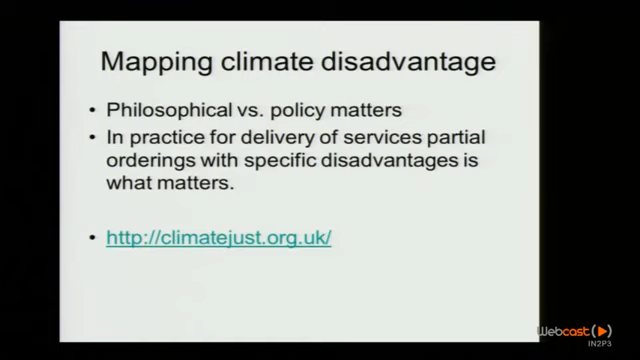 Mapping climate disadvantage
• Philosophical vs. policy matters
• In practice for delivery of services partial
orderings with specific disadvantages is
what matters.
• http://climatejust.org.uk/
Webcast
IN2P3